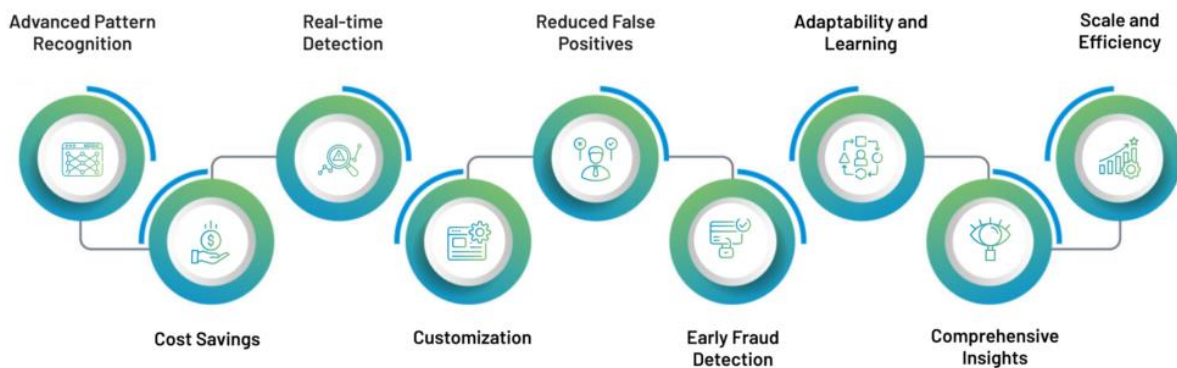 Advanced Pattern
Recognition
Real-time
Detection
Reduced False
Positives
Adaptability and
Learning
Scale and
Efficiency
$
Cost Savings
Customization
Early Fraud
Detection
Comprehensive
Insights